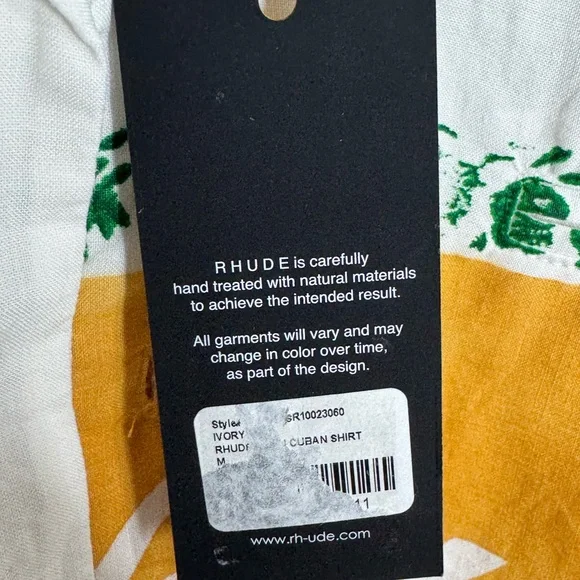 RHUDE is carefully
hand treated with natural materials
to achieve the intended result.
All garments will vary and may
change in color over time,
as part of the design.
Style# SR10023060
IVORY
CUBAN SHIRT
M
11
www.rh-ude.com